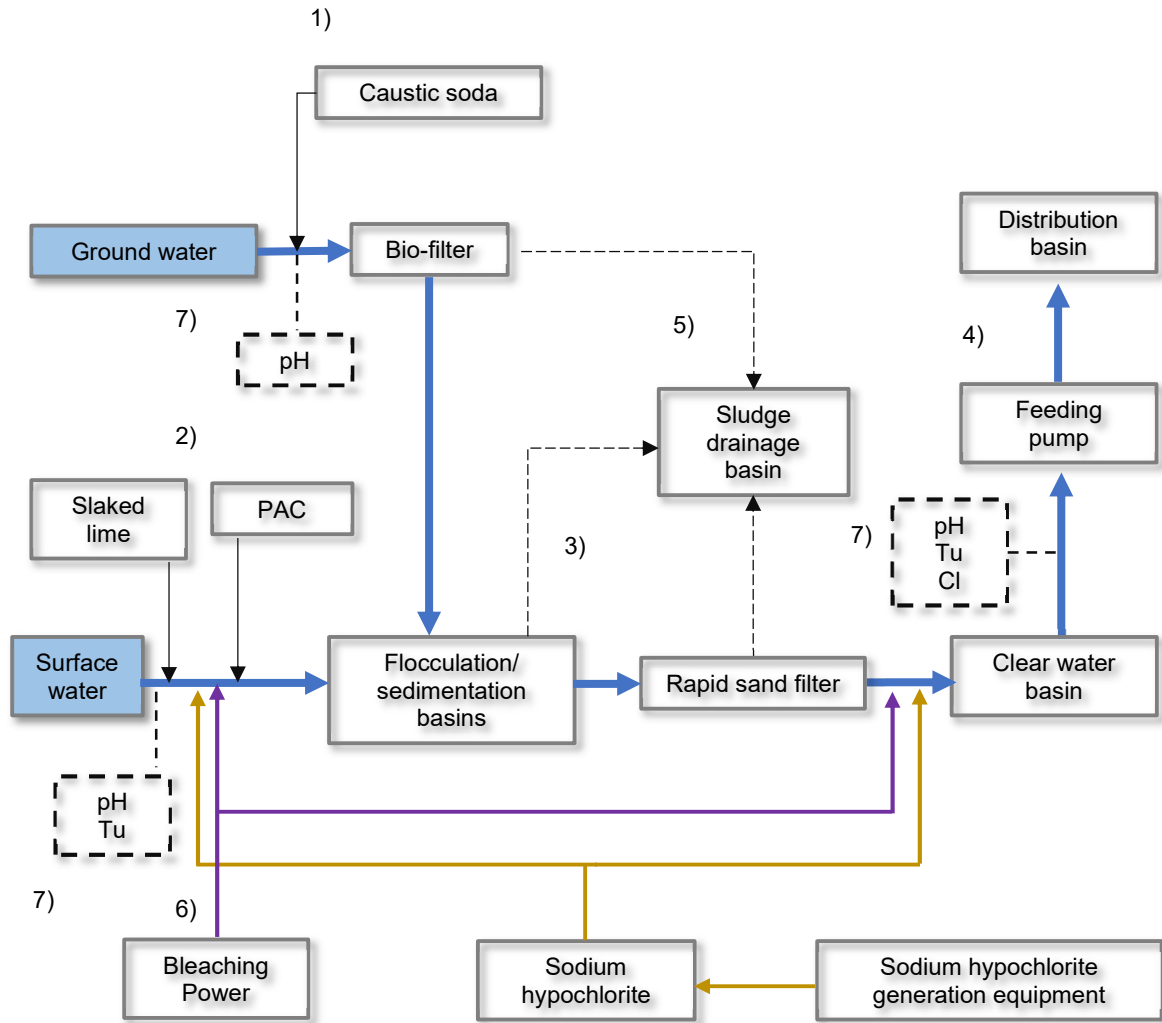 1)
Caustic soda
Ground water
Bio-filter
Distribution
basin
7)
pH
5)
4)
2)
Sludge
drainage
basin
Feeding
pump
Slaked
lime
PAC
3)
7)
pH
Tu
Cl
Surface
water
Flocculation/
sedimentation
basins
Rapid sand filter
Clear water
basin
pH
Tu
7)
6)
Bleaching
Power
Sodium
hypochlorite
Sodium hypochlorite
generation equipment